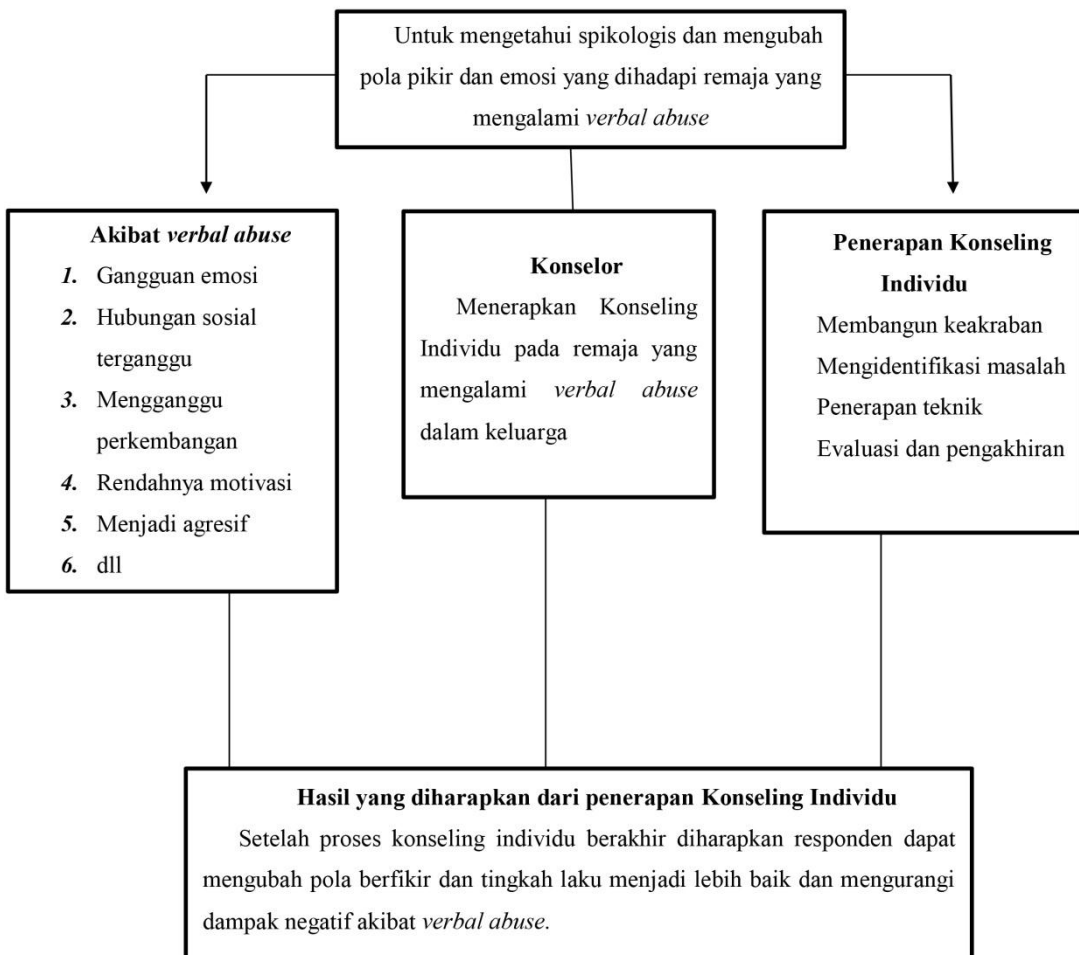 Untuk mengetahui spikologis dan mengubah
pola pikir dan emosi yang dihadapi remaja yang
mengalami verbal abuse
Akibat verbal abuse
1. Gangguan emosi
2. Hubungan sosial
terganggu
3. Mengganggu
perkembangan
4. Rendahnya motivasi
5. Menjadi agresif
6. dll
Konselor
Menerapkan Konseling
Individu pada remaja yang
mengalami verbal abuse
dalam keluarga
Penerapan Konseling
Individu
Membangun keakraban
Mengidentifikasi masalah
Penerapan teknik
Evaluasi dan pengakhiran
Hasil yang diharapkan dari penerapan Konseling Individu
Setelah proses konseling individu berakhir diharapkan responden dapat
mengubah pola berfikir dan tingkah laku menjadi lebih baik dan mengurangi
dampak negatif akibat verbal abuse.